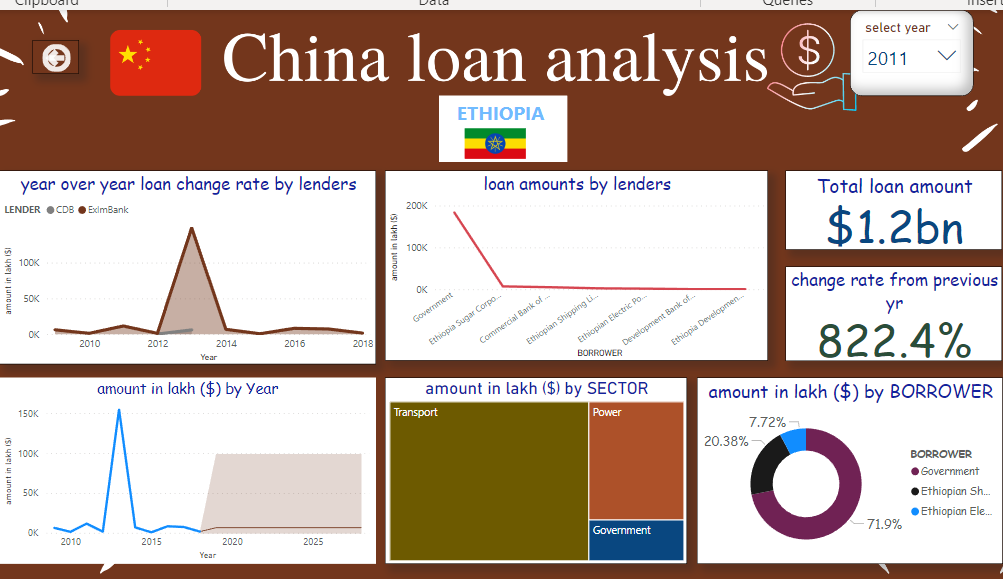 Clipboard
Data
Queries
Insert
China loan analysis
$
select year
2011
ETHIOPIA
year over year loan change rate by lenders
LENDER CDB EximBank
amount in lakh ($)
100K
50K
0K
2010 2012 2014 2016 2018
Year
loan amounts by lenders
amount in lakh ($)
200K
100K
0K
Government
Ethiopia Sugar Corpo...
Commercial Bank of ...
Ethiopian Shipping Li...
Ethiopian Electric Po...
Development Bank of...
Ethiopia Developmen...
BORROWER
Total loan amount
$1.2bn
change rate from previous
yr
822.4%
amount in lakh ($) by Year
amount in lakh ($)
150K
100K
50K
0K
2010 2015 2020 2025
Year
amount in lakh ($) by SECTOR
Transport
Power
Government
amount in lakh ($) by BORROWER
7.72%
20.38%
71.9%
BORROWER
Government
Ethiopian Sh...
Ethiopian Ele...